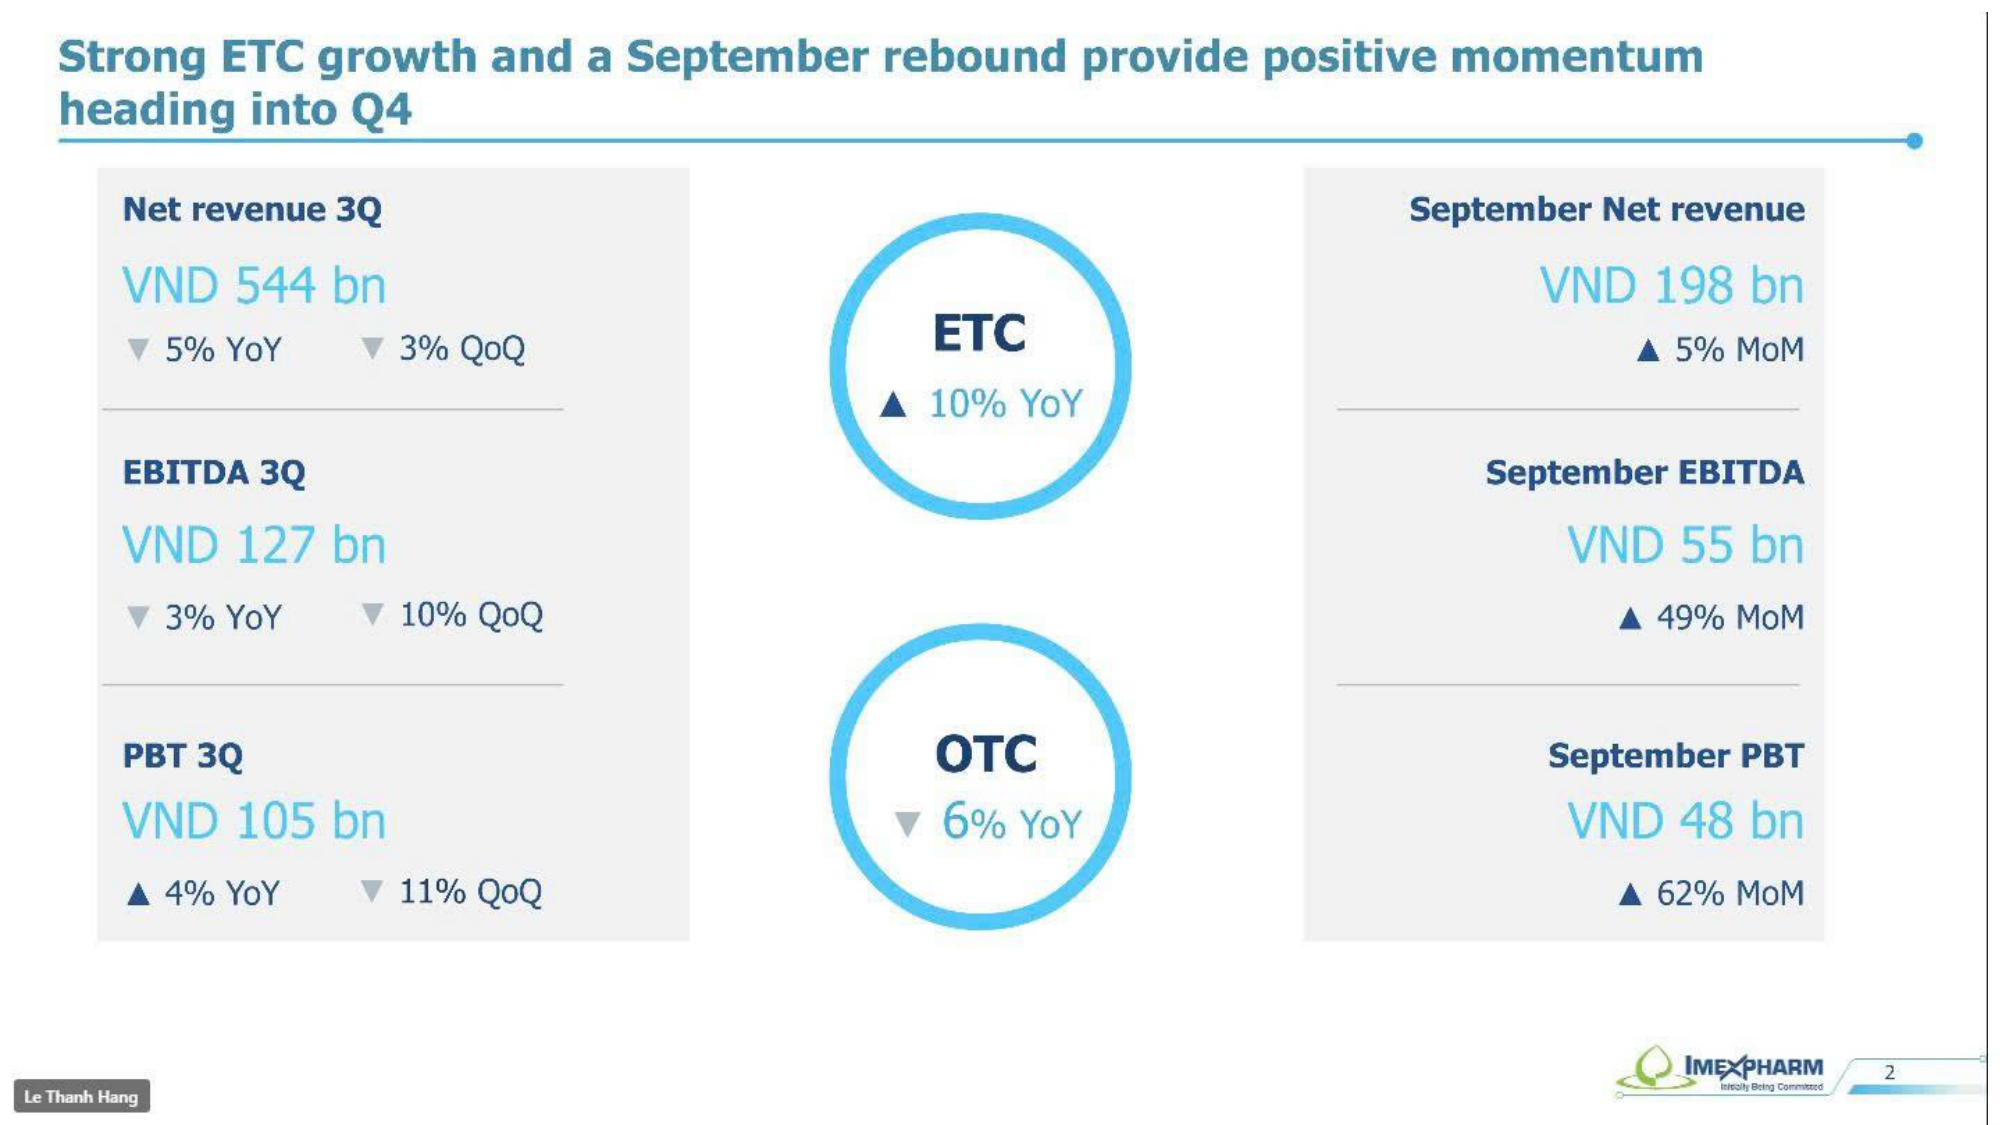 Strong ETC growth and a September rebound provide positive momentum
heading into Q4
Net revenue 3Q
VND 544 bn
▼ 5% YoY ▼ 3% QoQ
EBITDA 3Q
VND 127 bn
▼ 3% YoY ▼ 10% QoQ
PBT 3Q
VND 105 bn
▲ 4% YoY ▼ 11% QoQ
ETC
▲ 10% YoY
OTC
▼ 6% YoY
September Net revenue
VND 198 bn
▲ 5% MoM
September EBITDA
VND 55 bn
▲ 49% MoM
September PBT
VND 48 bn
▲ 62% MoM
Le Thanh Hang
IMEXPHARM
Initially Being Committed
2